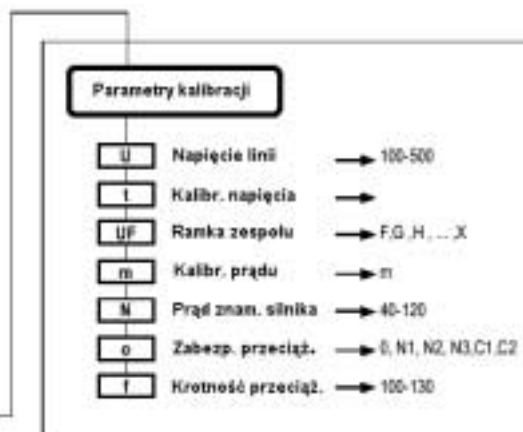 Parametry kalibracji
U Napięcie linii 100-500
t Kalibr. napięcia
UF Ramka zespołu F,G ,H , ... ,X
m Kalibr. prądu m
N Prąd znam. silnika 40-120
o Zabezp. przeciąż. 0, N1, N2, N3,C1,C2
f Krotność przeciąż. 100-130